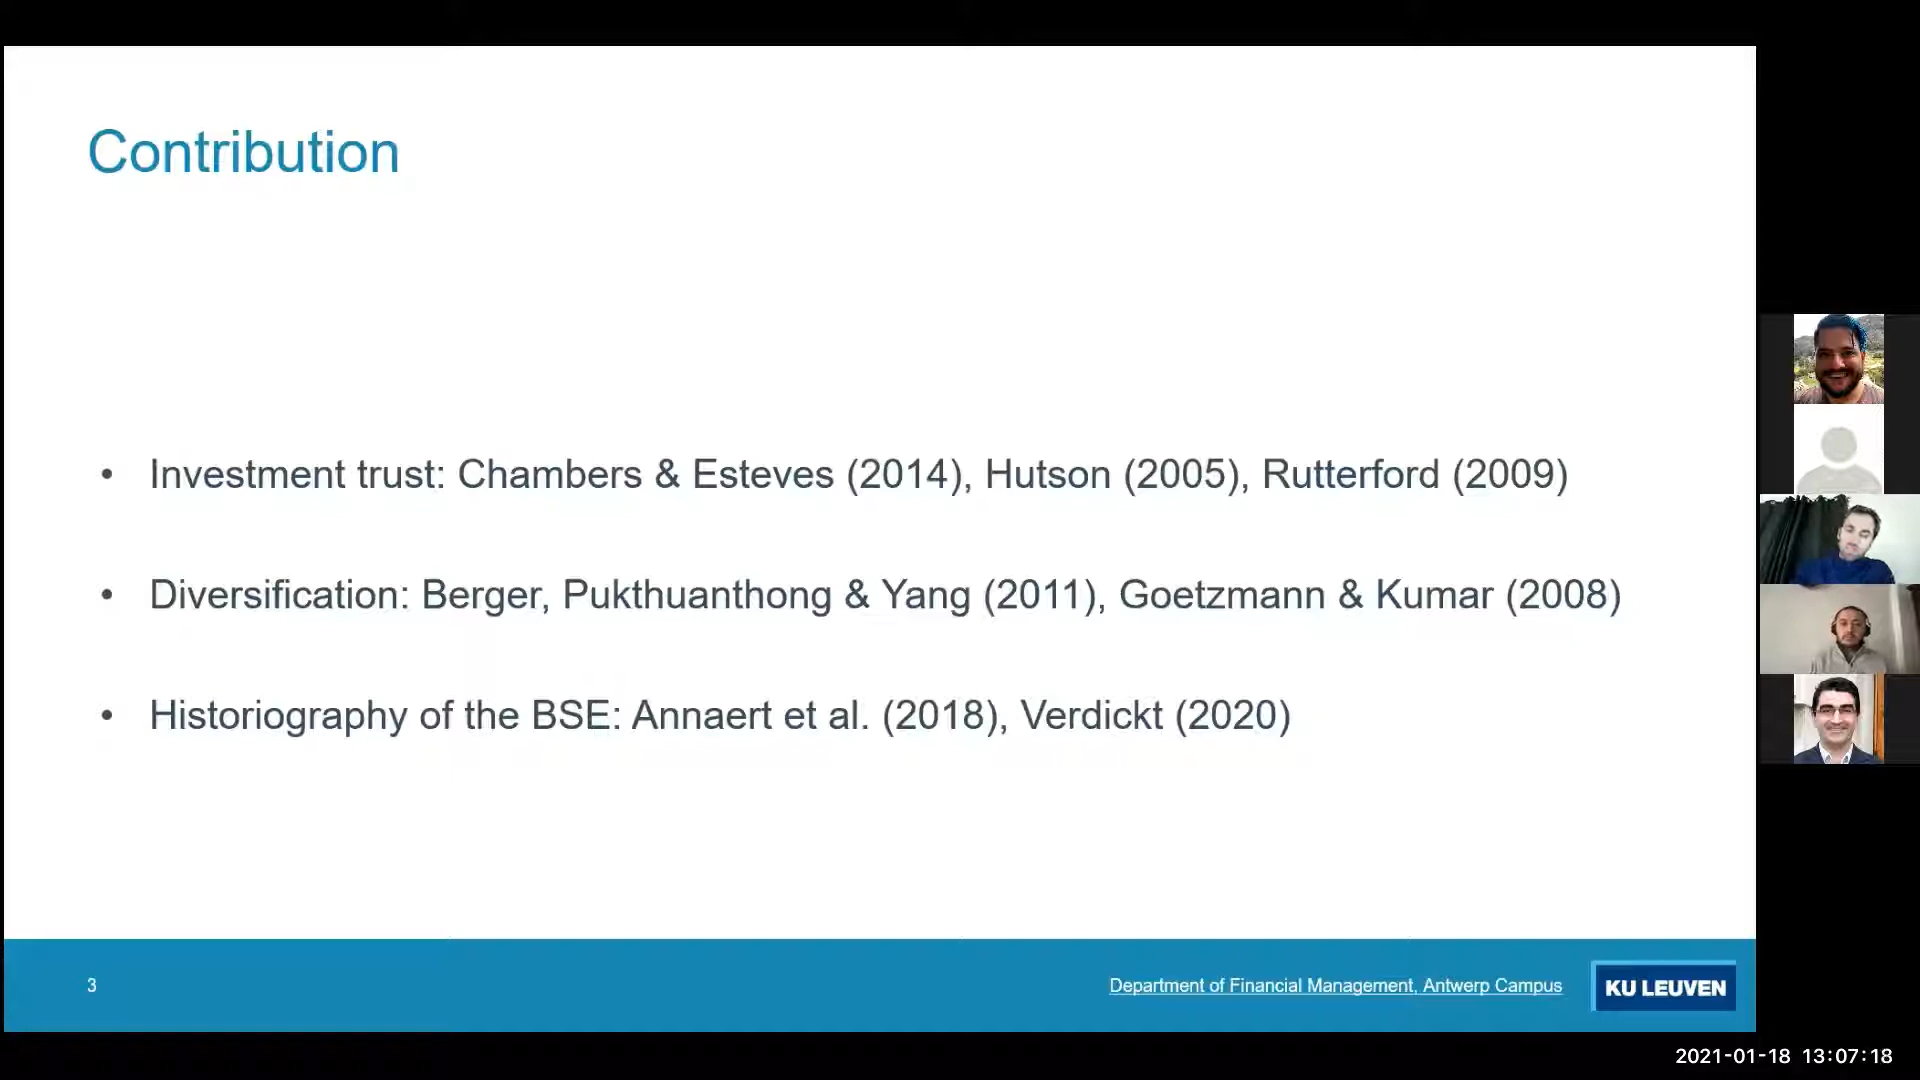 Contribution
• Investment trust: Chambers & Esteves (2014), Hutson (2005), Rutterford (2009)
• Diversification: Berger, Pukthuanthong & Yang (2011), Goetzmann & Kumar (2008)
• Historiography of the BSE: Annaert et al. (2018), Verdickt (2020)
3
Department of Financial Management, Antwerp Campus
KU LEUVEN
2021-01-18 13:07:18